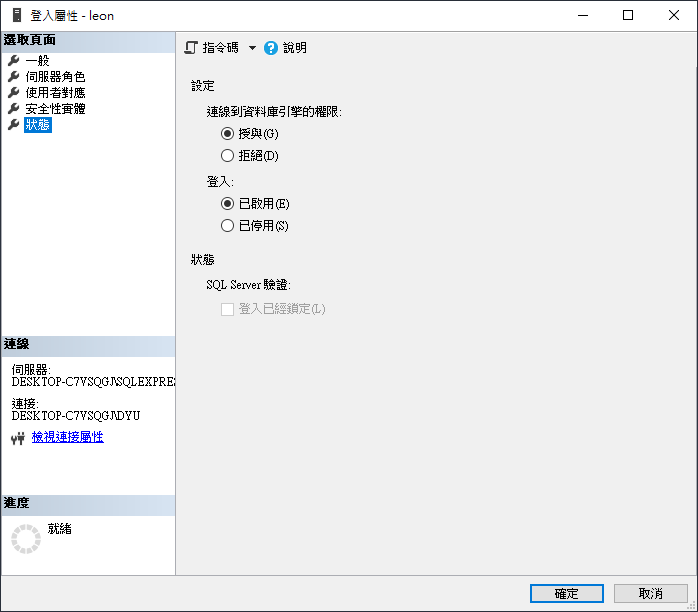 登入屬性 - leon
選取頁面
一般
伺服器角色
使用者對應
安全性實體
狀態
指令碼
說明
設定
連線到資料庫引擎的權限:
授與(G)
拒絕(D)
登入:
已啟用(E)
已停用(S)
狀態
SQL Server 驗證:
登入已經鎖定(L)
連線
伺服器:
DESKTOP-C7VSQGJ\SQLEXPRES
連接:
DESKTOP-C7VSQGJ\DYU
檢視連接屬性
進度
就緒
確定
取消